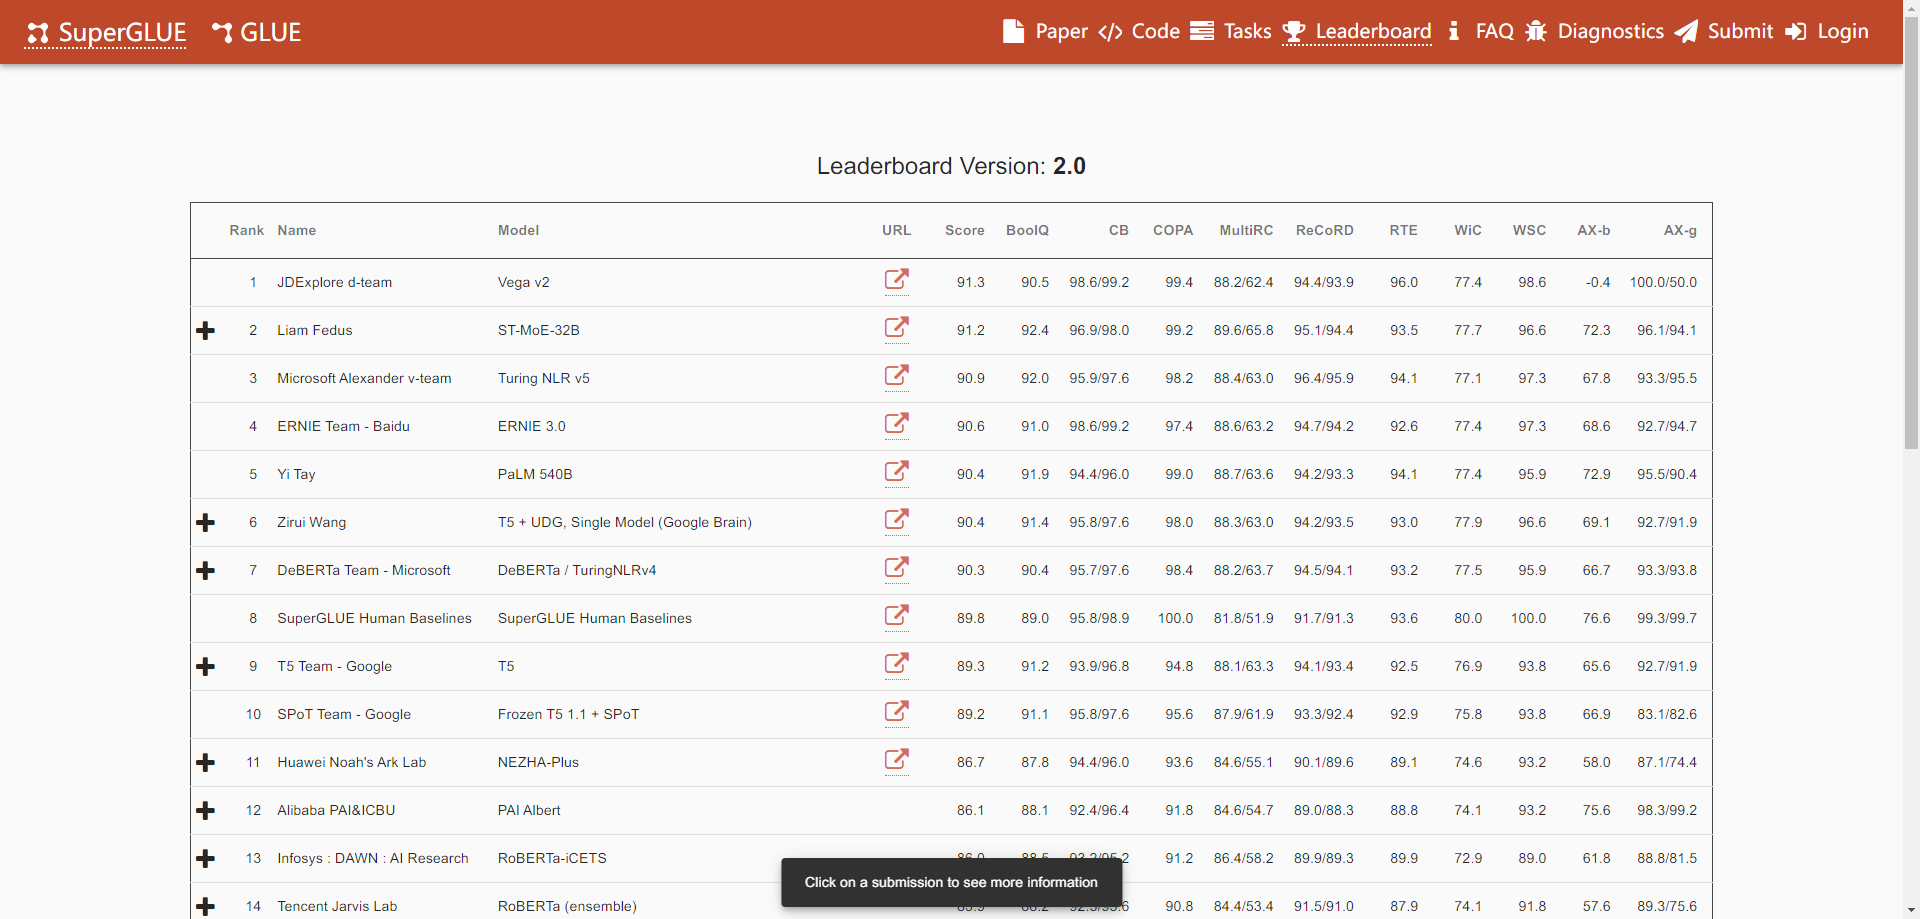 SuperGLUE GLUE Paper Code Tasks Leaderboard FAQ Diagnostics Submit Login
Leaderboard Version: 2.0
Rank Name Model URL Score BoolQ CB COPA MultiRC ReCoRD RTE WiC WSC AX-b AX-g
1 JDExplore d-team Vega v2 91.3 90.5 98.6/99.2 99.4 88.2/62.4 94.4/93.9 96.0 77.4 98.6 -0.4 100.0/50.0
2 Liam Fedus ST-MoE-32B 91.2 92.4 96.9/98.0 99.2 89.6/65.8 95.1/94.4 93.5 77.7 96.6 72.3 96.1/94.1
3 Microsoft Alexander v-team Turing NLR v5 90.9 92.0 95.9/97.6 98.2 88.4/63.0 96.4/95.9 94.1 77.1 97.3 67.8 93.3/95.5
4 ERNIE Team - Baidu ERNIE 3.0 90.6 91.0 98.6/99.2 97.4 88.6/63.2 94.7/94.2 92.6 77.4 97.3 68.6 92.7/94.7
5 Yi Tay PaLM 540B 90.4 91.9 94.4/96.0 99.0 88.7/63.6 94.2/93.3 94.1 77.4 95.9 72.9 95.5/90.4
6 Zirui Wang T5 + UDG, Single Model (Google Brain) 90.4 91.4 95.8/97.6 98.0 88.3/63.0 94.2/93.5 93.0 77.9 96.6 69.1 92.7/91.9
7 DeBERTa Team - Microsoft DeBERTa / TuringNLRv4 90.3 90.4 95.7/97.6 98.4 88.2/63.7 94.5/94.1 93.2 77.5 95.9 66.7 93.3/93.8
8 SuperGLUE Human Baselines SuperGLUE Human Baselines 89.8 89.0 95.8/98.9 100.0 81.8/51.9 91.7/91.3 93.6 80.0 100.0 76.6 99.3/99.7
9 T5 Team - Google T5 89.3 91.2 93.9/96.8 94.8 88.1/63.3 94.1/93.4 92.5 76.9 93.8 65.6 92.7/91.9
10 SPoT Team - Google Frozen T5 1.1 + SPoT 89.2 91.1 95.8/97.6 95.6 87.9/61.9 93.3/92.4 92.9 75.8 93.8 66.9 83.1/82.6
11 Huawei Noah's Ark Lab NEZHA-Plus 86.7 87.8 94.4/96.0 93.6 84.6/55.1 90.1/89.6 89.1 74.6 93.2 58.0 87.1/74.4
12 Alibaba PAI&ICBU PAI Albert 86.1 88.1 92.4/96.4 91.8 84.6/54.7 89.0/88.3 88.8 74.1 93.2 75.6 98.3/99.2
13 Infosys : DAWN : AI Research RoBERTa-iCETS 91.2 86.4/58.2 89.9/89.3 89.9 72.9 89.0 61.8 88.8/81.5
Click on a submission to see more information
14 Tencent Jarvis Lab RoBERTa (ensemble) 90.8 84.4/53.4 91.5/91.0 87.9 74.1 91.8 57.6 89.3/75.6